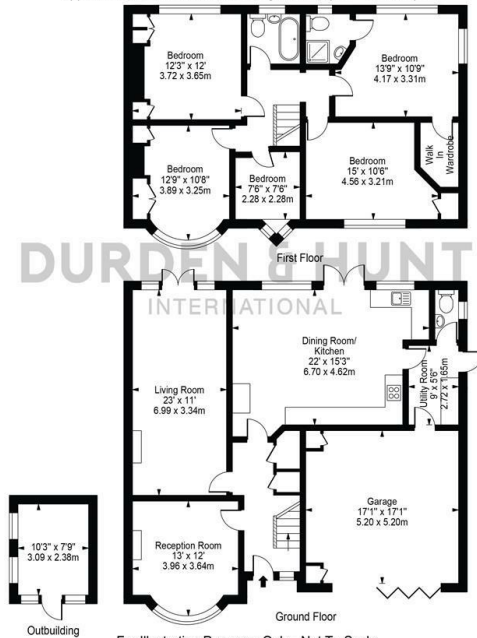 Bedroom
12'3" x 12'
3.72 x 3.65m
Bedroom
13'9" x 10'9"
4.17 x 3.31m
Bedroom
12'9" x 10'8"
3.89 x 3.25m
Bedroom
7'6" x 7'6"
2.28 x 2.28m
Bedroom
15' x 10'6"
4.56 x 3.21m
Walk
In
Wardrobe
First Floor
DURDEN & HUNT
INTERNATIONAL
Dining Room/
Kitchen
22' x 15'3"
6.70 x 4.62m
Living Room
23' x 11'
6.99 x 3.34m
Utility Room
9' x 5'6"
2.72 x 1.65m
Garage
17'1" x 17'1"
5.20 x 5.20m
Reception Room
13' x 12'
3.96 x 3.64m
10'3" x 7'9"
3.09 x 2.38m
Outbuilding
Ground Floor